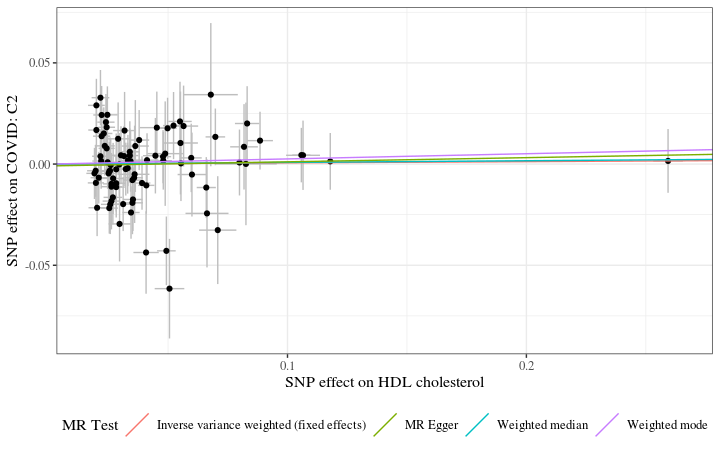 0.05
0.00
-0.05
SNP effect on COVID: C2
0.1
0.2
SNP effect on HDL cholesterol
MR Test
Inverse variance weighted (fixed effects)
MR Egger
Weighted median
Weighted mode